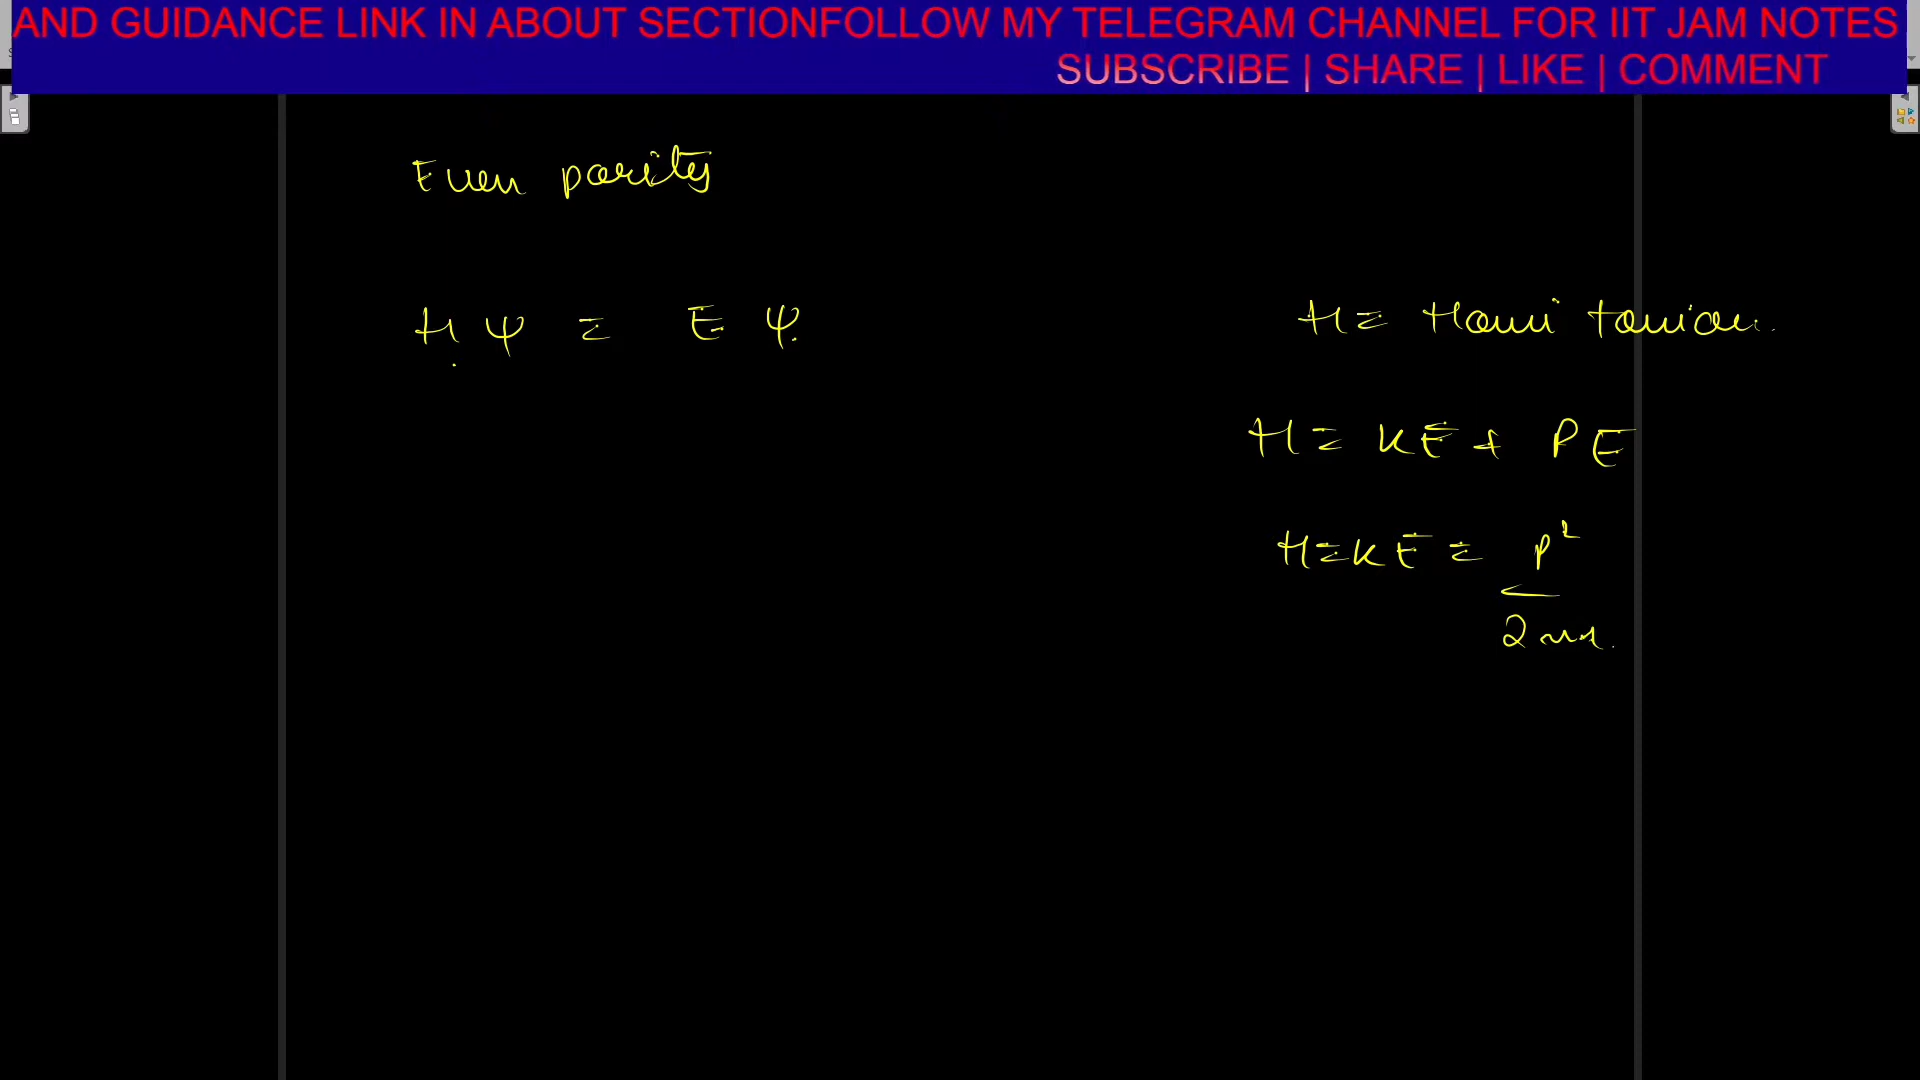 AND GUIDANCE LINK IN ABOUT SECTIONFOLLOW MY TELEGRAM CHANNEL FOR IIT JAM NOTES
SUBSCRIBE | SHARE | LIKE | COMMENT
Even parity
H ψ = E ψ
H = Hamitonian.
H = KE + PE
H = KE = p²
2m.